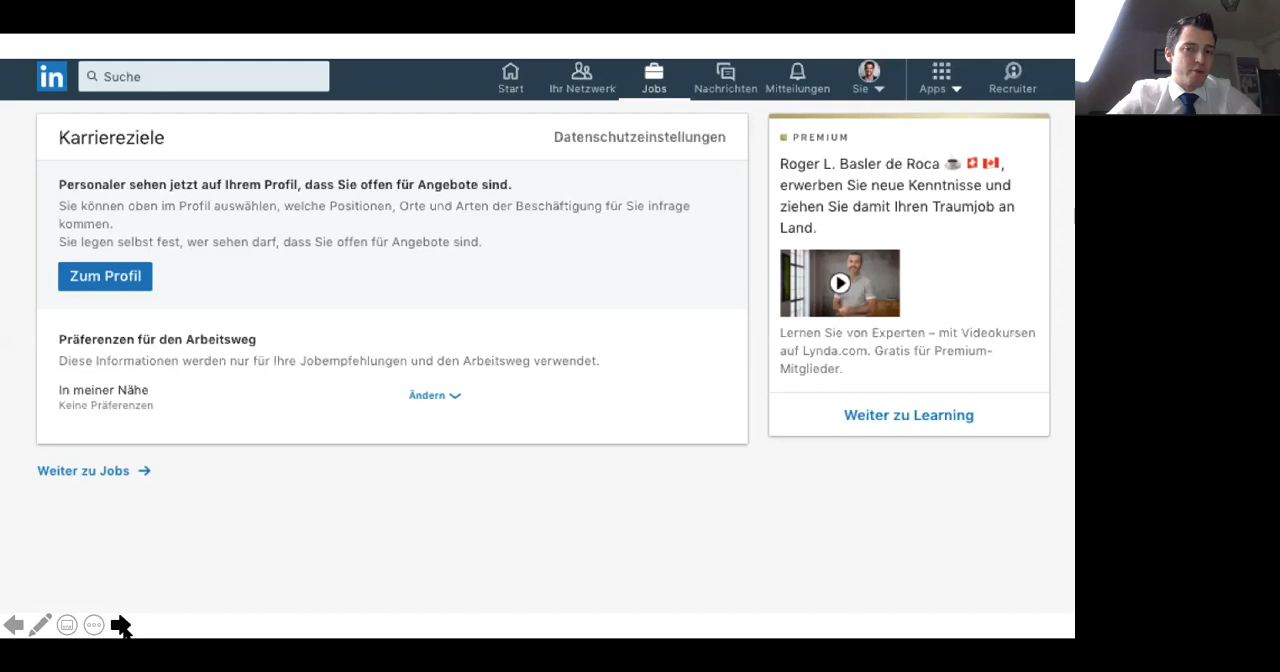 in
Suche
Start
Ihr Netzwerk
Jobs
Nachrichten
Mitteilungen
Sie
Apps
Recruiter
Karriereziele
Datenschutzeinstellungen
Personaler sehen jetzt auf Ihrem Profil, dass Sie offen für Angebote sind.
Sie können oben im Profil auswählen, welche Positionen, Orte und Arten der Beschäftigung für Sie infrage
kommen.
Sie legen selbst fest, wer sehen darf, dass Sie offen für Angebote sind.
Zum Profil
Präferenzen für den Arbeitsweg
Diese Informationen werden nur für Ihre Jobempfehlungen und den Arbeitsweg verwendet.
In meiner Nähe
Keine Präferenzen
Ändern
Weiter zu Jobs
PREMIUM
Roger L. Basler de Roca ☕ 🇨🇭 🇨🇦,
erwerben Sie neue Kenntnisse und
ziehen Sie damit Ihren Traumjob an
Land.
Lernen Sie von Experten – mit Videokursen
auf Lynda.com. Gratis für Premium-
Mitglieder.
Weiter zu Learning